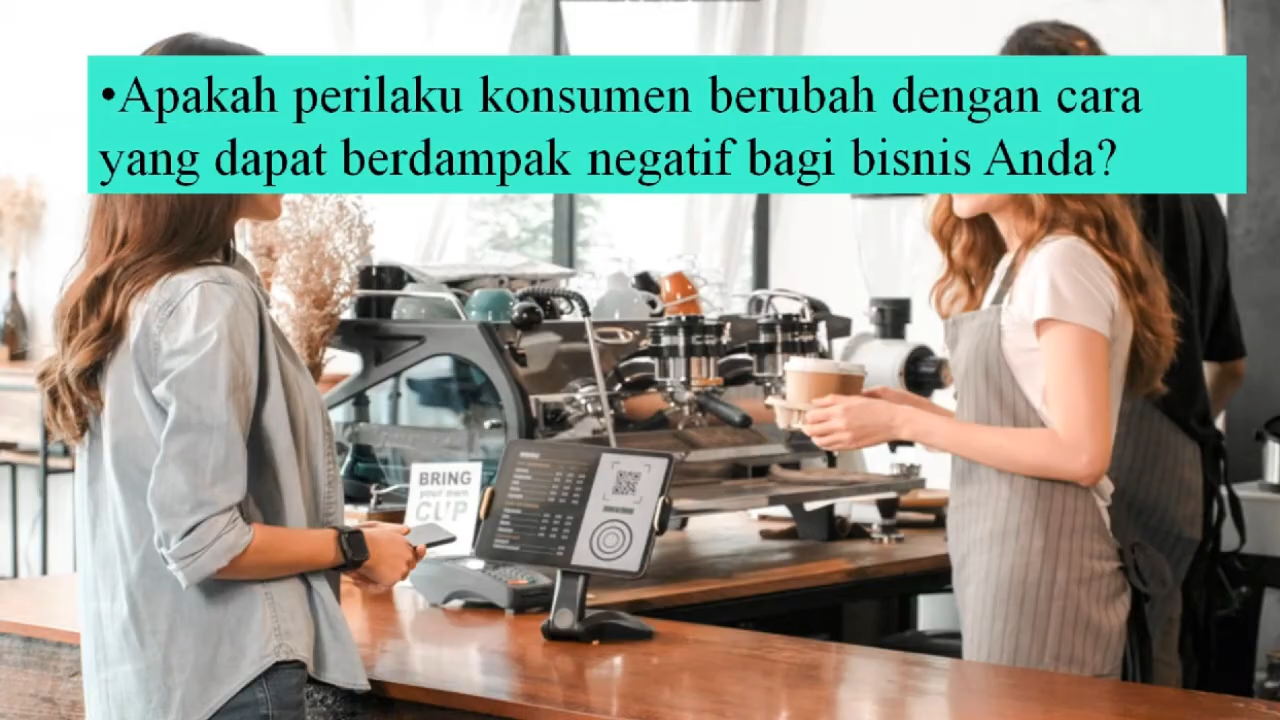 •Apakah perilaku konsumen berubah dengan cara
yang dapat berdampak negatif bagi bisnis Anda?
BRING
your own
CUP